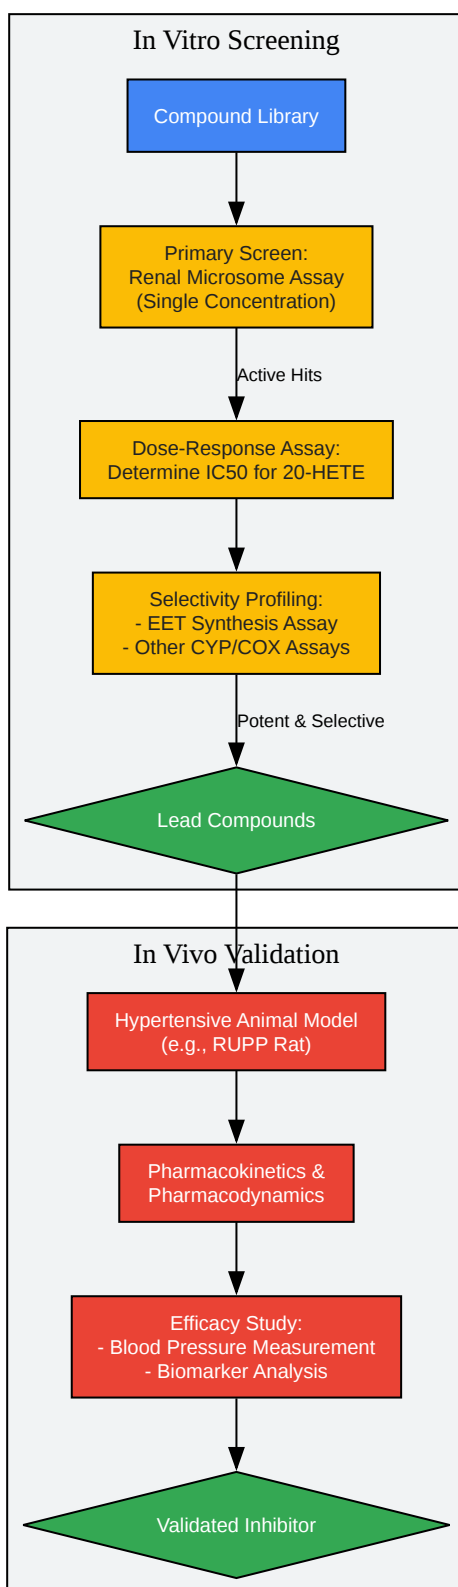 In Vitro Screening
Compound Library
Primary Screen:
Renal Microsome Assay
(Single Concentration)
Active Hits
Dose-Response Assay:
Determine IC50 for 20-HETE
Selectivity Profiling:
- EET Synthesis Assay
- Other CYP/COX Assays
Potent & Selective
Lead Compounds
In Vivo Validation
Hypertensive Animal Model
(e.g., RUPP Rat)
Pharmacokinetics &
Pharmacodynamics
Efficacy Study:
- Blood Pressure Measurement
- Biomarker Analysis
Validated Inhibitor